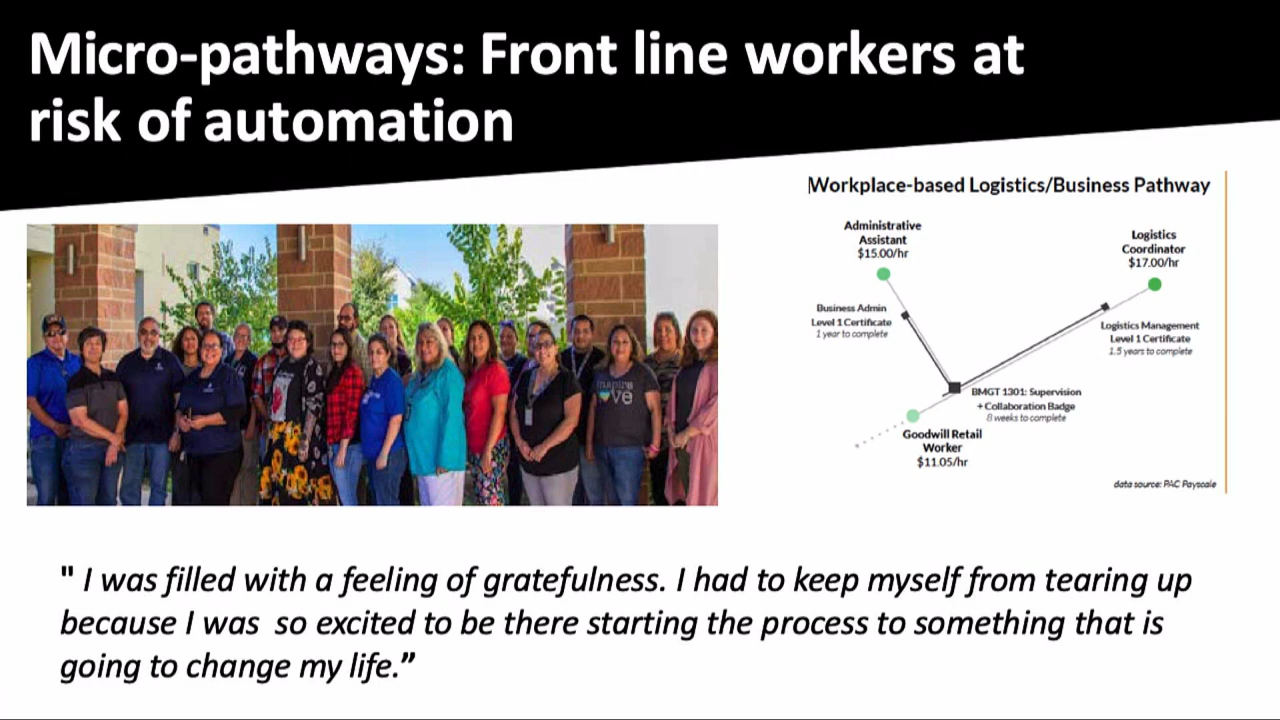 Micro-pathways: Front line workers at
risk of automation
Workplace-based Logistics/Business Pathway
Administrative
Assistant
$15.00/hr
Logistics
Coordinator
$17.00/hr
Business Admin
Level 1 Certificate
1 year to complete
Logistics Management
Level 1 Certificate
1.5 years to complete
BMGT 1301: Supervision
+ Collaboration Badge
8 weeks to complete
Goodwill Retail
Worker
$11.05/hr
data source: PAC Payscale
" I was filled with a feeling of gratefulness. I had to keep myself from tearing up
because I was  so excited to be there starting the process to something that is
going to change my life.”